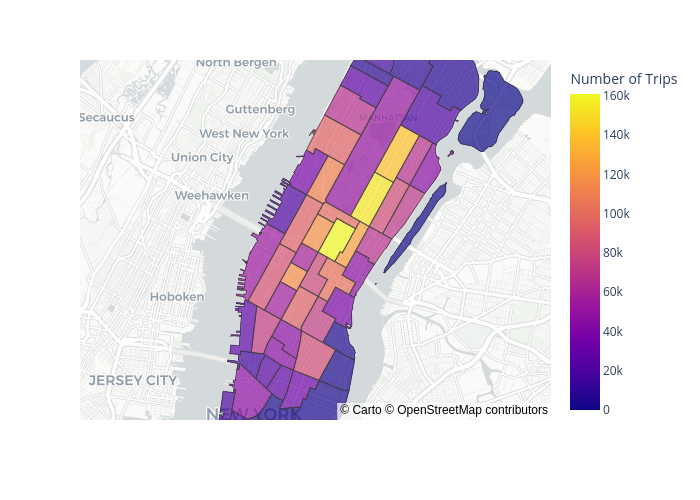 North Bergen
Number of Trips
160k
Secaucus
Guttenberg
MANHATTAN
West New York
140k
Union City
120k
Weehawken
100k
80k
60k
Hoboken
40k
20k
JERSEY CITY
NEW YORK
© Carto © OpenStreetMap contributors
0